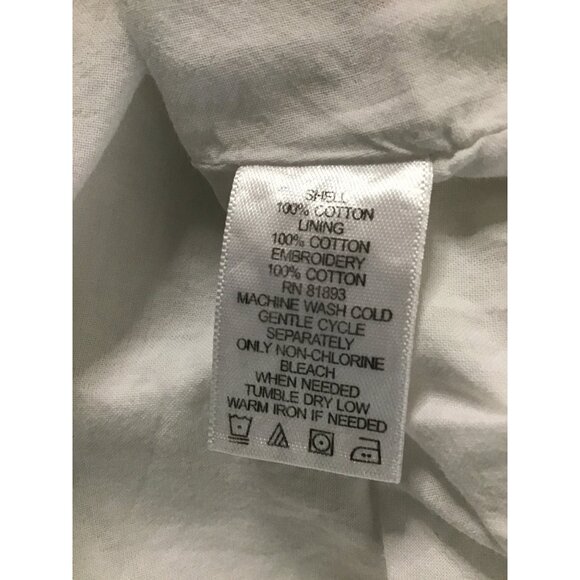 SHELL
100% COTTON
LINING
100% COTTON
EMBROIDERY
100% COTTON
RN 81893
MACHINE WASH COLD
GENTLE CYCLE
SEPARATELY
ONLY NON-CHLORINE
BLEACH
WHEN NEEDED
TUMBLE DRY LOW
WARM IRON IF NEEDED